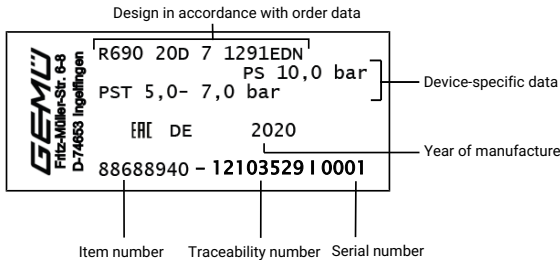 Design in accordance with order data
GEMÜ
Fritz-Müller-Str. 6-8
D-74653 Ingelfingen
R690 20D 7 1291EDN
PS 10,0 bar
PST 5,0- 7,0 bar
Device-specific data
EAC DE 2020
Year of manufacture
88688940 - 12103529 I 0001
Item number Traceability number Serial number